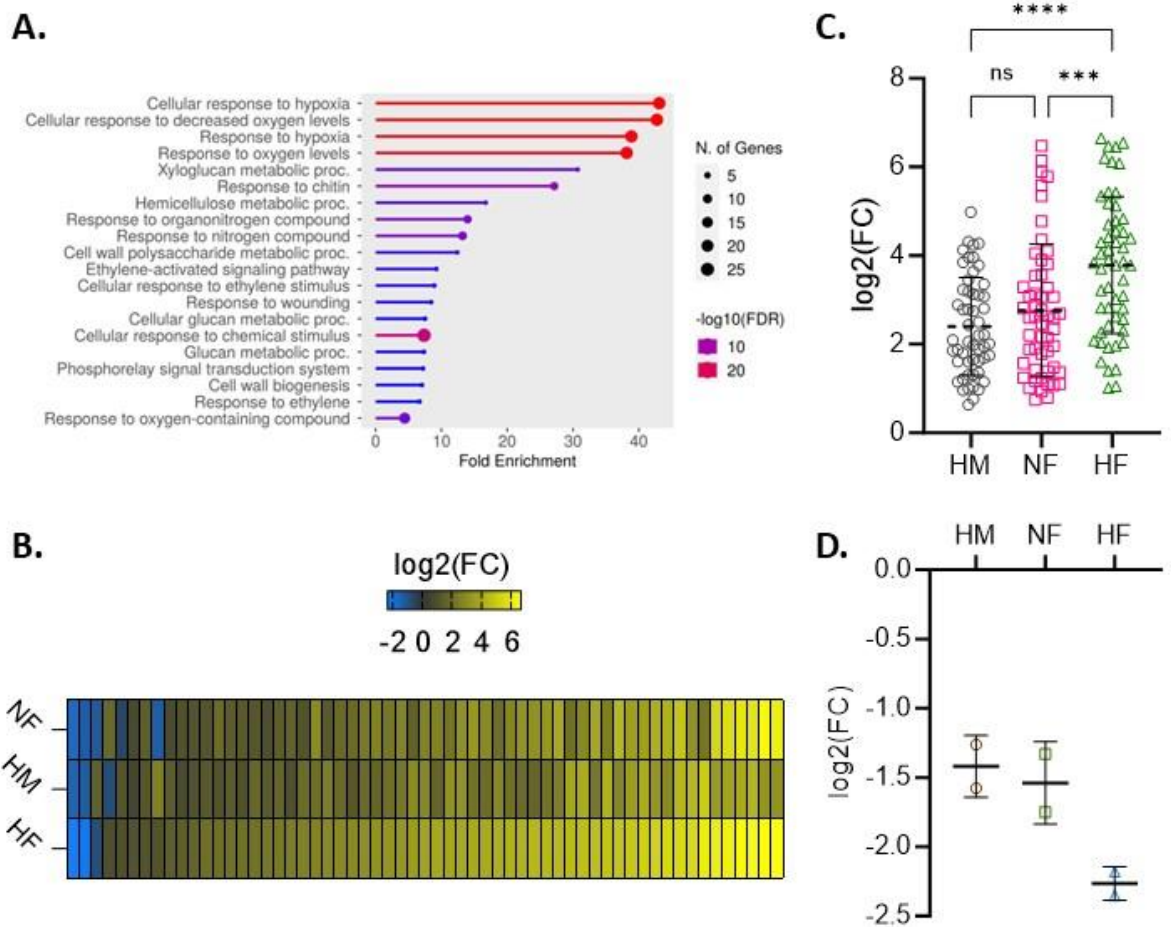 A.
Cellular response to hypoxia
Cellular response to decreased oxygen levels
Response to hypoxia
Response to oxygen levels
Xyloglucan metabolic proc.
Response to chitin
Hemicellulose metabolic proc.
Response to organonitrogen compound
Response to nitrogen compound
Cell wall polysaccharide metabolic proc.
Ethylene-activated signaling pathway
Cellular response to ethylene stimulus
Response to wounding
Cellular glucan metabolic proc.
Cellular response to chemical stimulus
Glucan metabolic proc.
Phosphorelay signal transduction system
Cell wall biogenesis
Response to ethylene
Response to oxygen-containing compound
0 10 20 30 40
Fold Enrichment
N. of Genes
5
10
15
20
25
-log10(FDR)
10
20
C.
****
ns ***
log2(FC)
8
6
4
2
0
HM NF HF
B.
log2(FC)
-2 0 2 4 6
NF
HM
HF
D.
HM NF HF
log2(FC)
0.0
-0.5
-1.0
-1.5
-2.0
-2.5